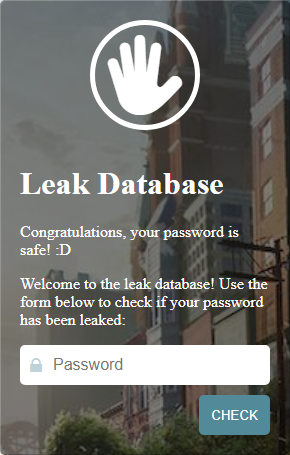 Leak Database
Congratulations, your password is
safe! :D
Welcome to the leak database! Use the
form below to check if your password
has been leaked:
Password
CHECK